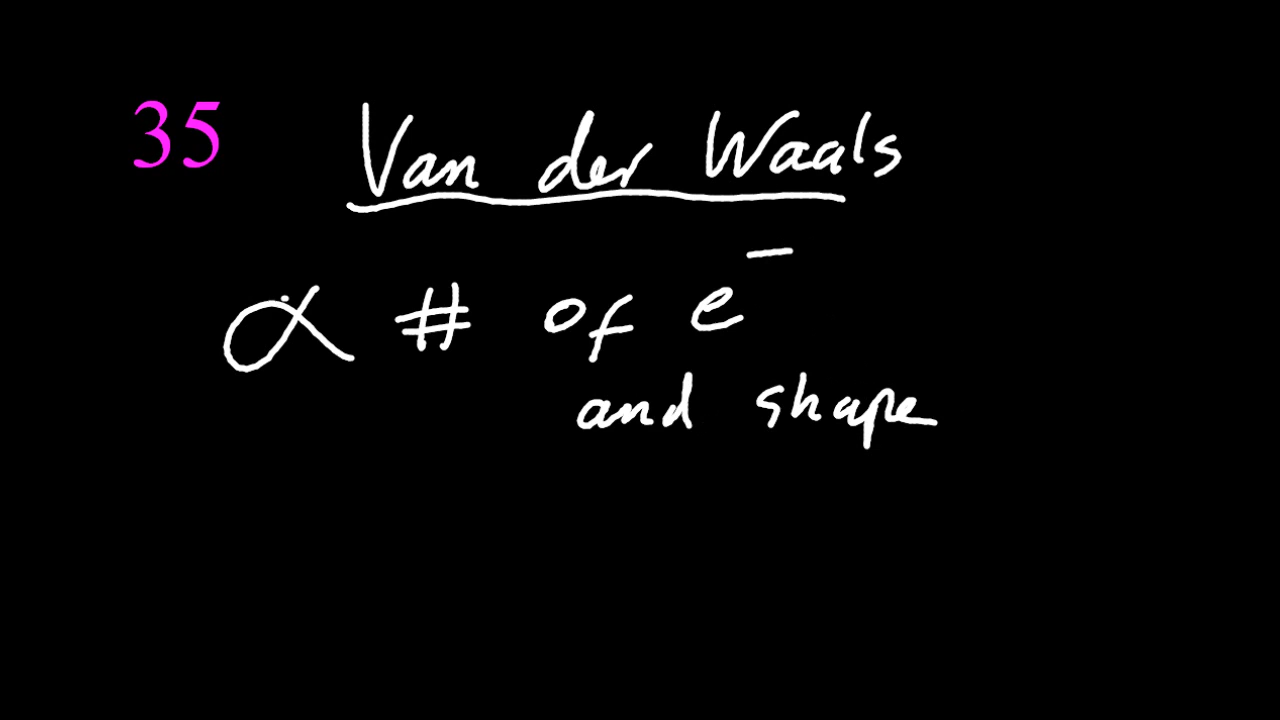 35 Van der Waals
∝ # of e⁻
and shape